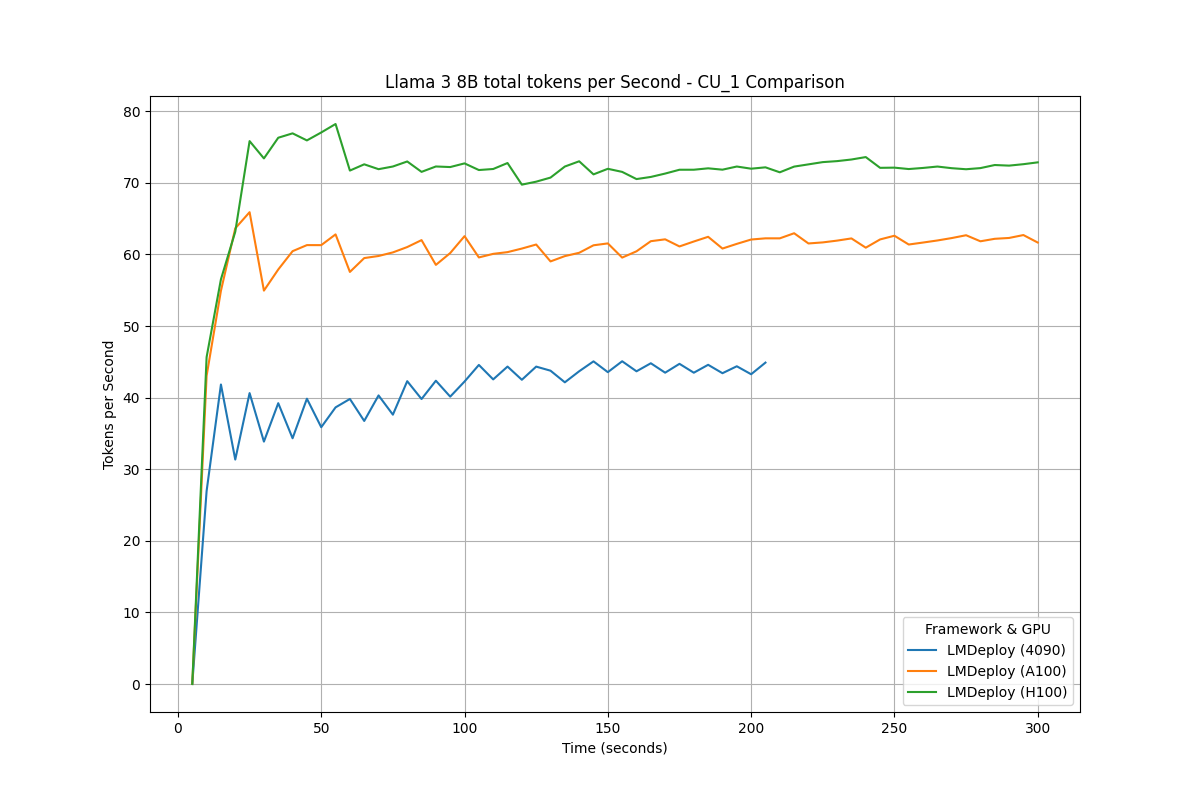 Llama 3 8B total tokens per Second - CU_1 Comparison
80
70
60
50
40
30
20
10
0
Tokens per Second
0 50 100 150 200 250 300
Time (seconds)
Framework & GPU
LMDeploy (4090)
LMDeploy (A100)
LMDeploy (H100)